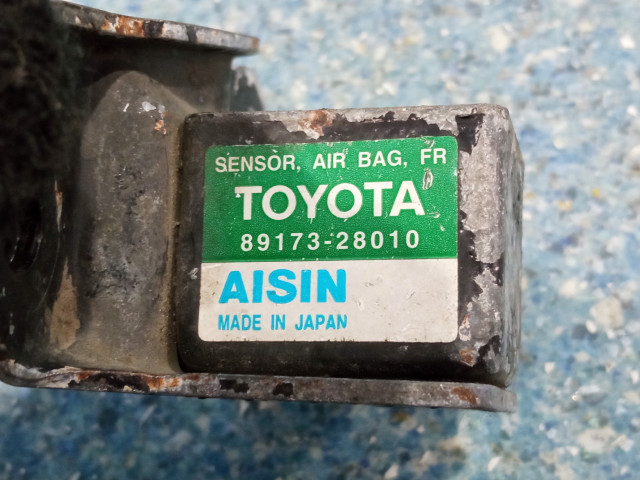 SENSOR, AIR BAG, FR
TOYOTA
89173-28010
AISIN
MADE IN JAPAN